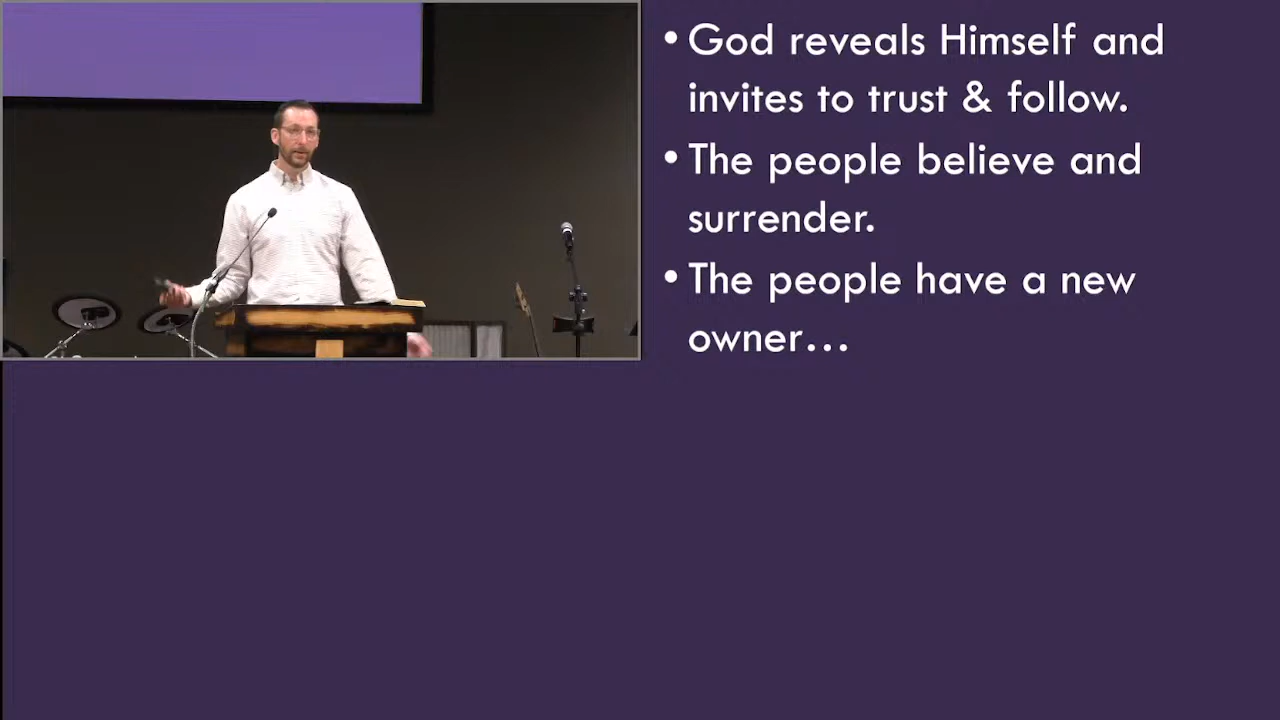 • God reveals Himself and
invites to trust & follow.
• The people believe and
surrender.
• The people have a new
owner…